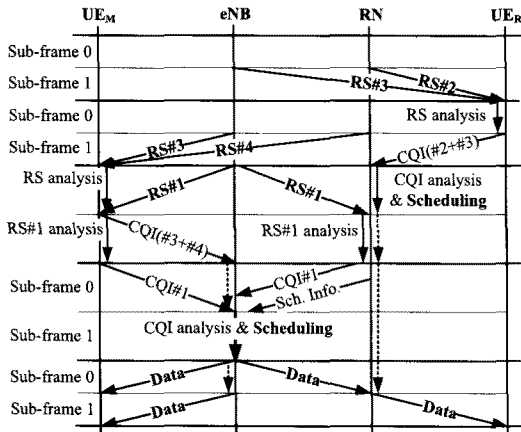 UE_M eNB RN UE_R
Sub-frame 0
Sub-frame 1
RS#3 RS#2
Sub-frame 0
RS analysis
Sub-frame 1
RS#3 RS#4 CQI(#2+#3)
RS analysis
RS#1 RS#1
CQI analysis
& Scheduling
RS#1 analysis
CQI(#3+#4)
RS#1 analysis
Sub-frame 0
CQI#1 CQI#1
Sch. Info.
Sub-frame 1
CQI analysis & Scheduling
Sub-frame 0
Data Data
Sub-frame 1
Data Data